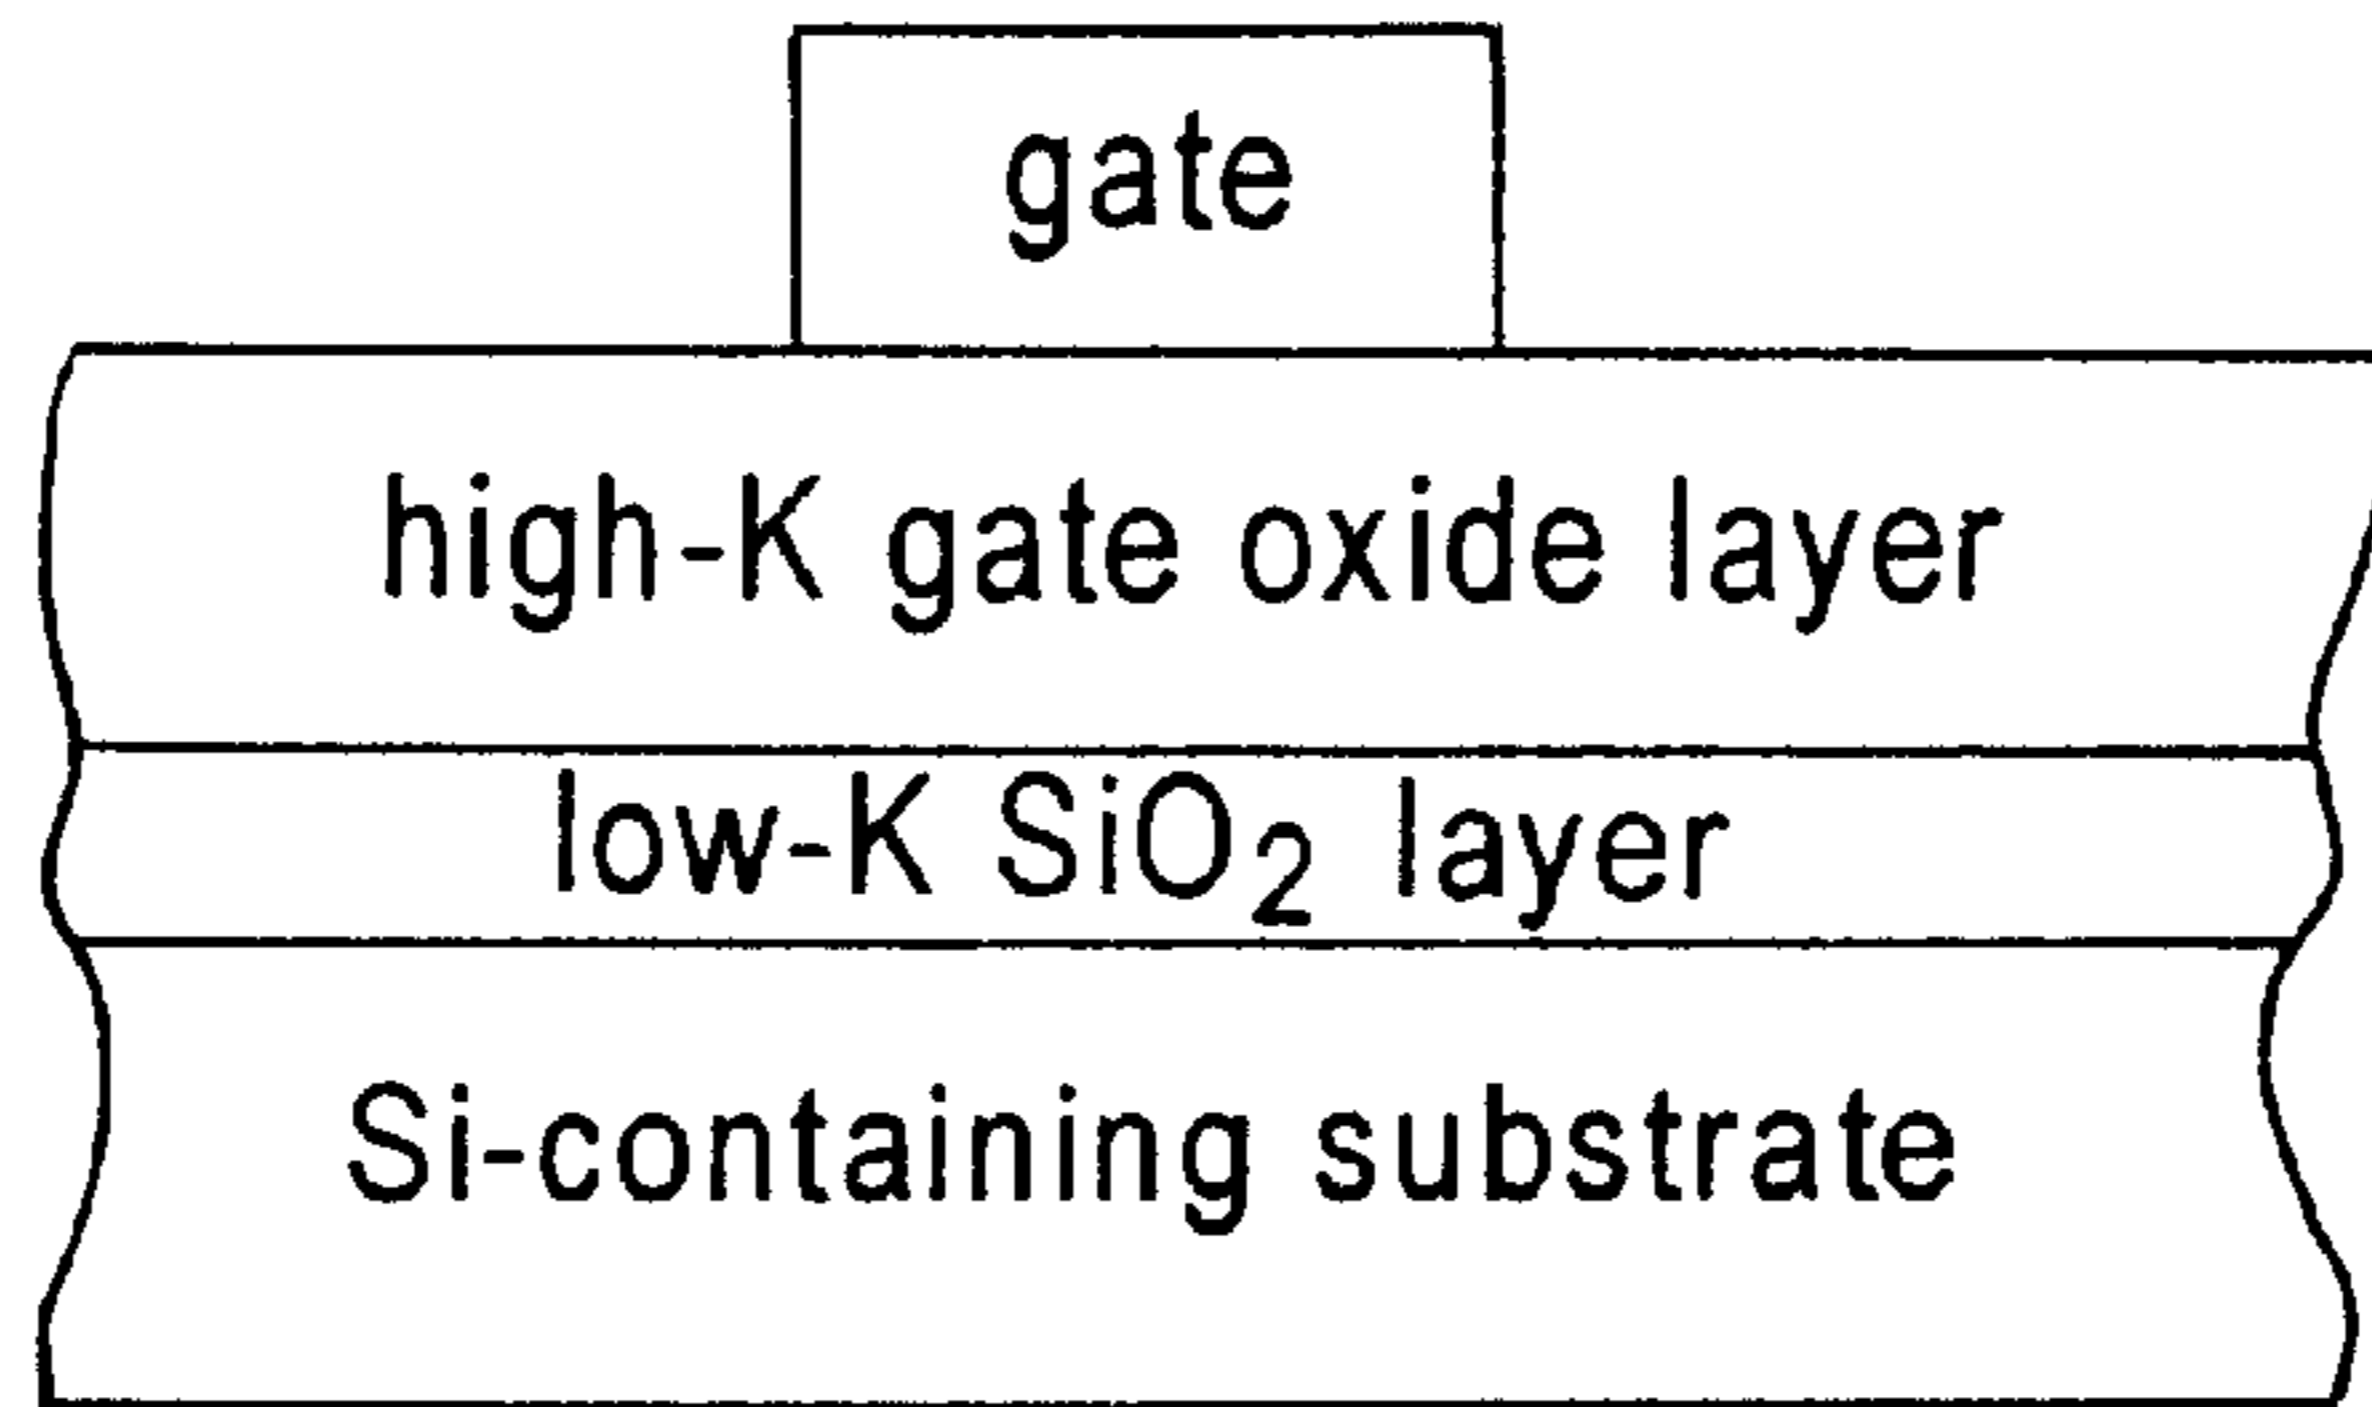 gate
high-K gate oxide layer
low-K SiO₂ layer
Si-containing substrate